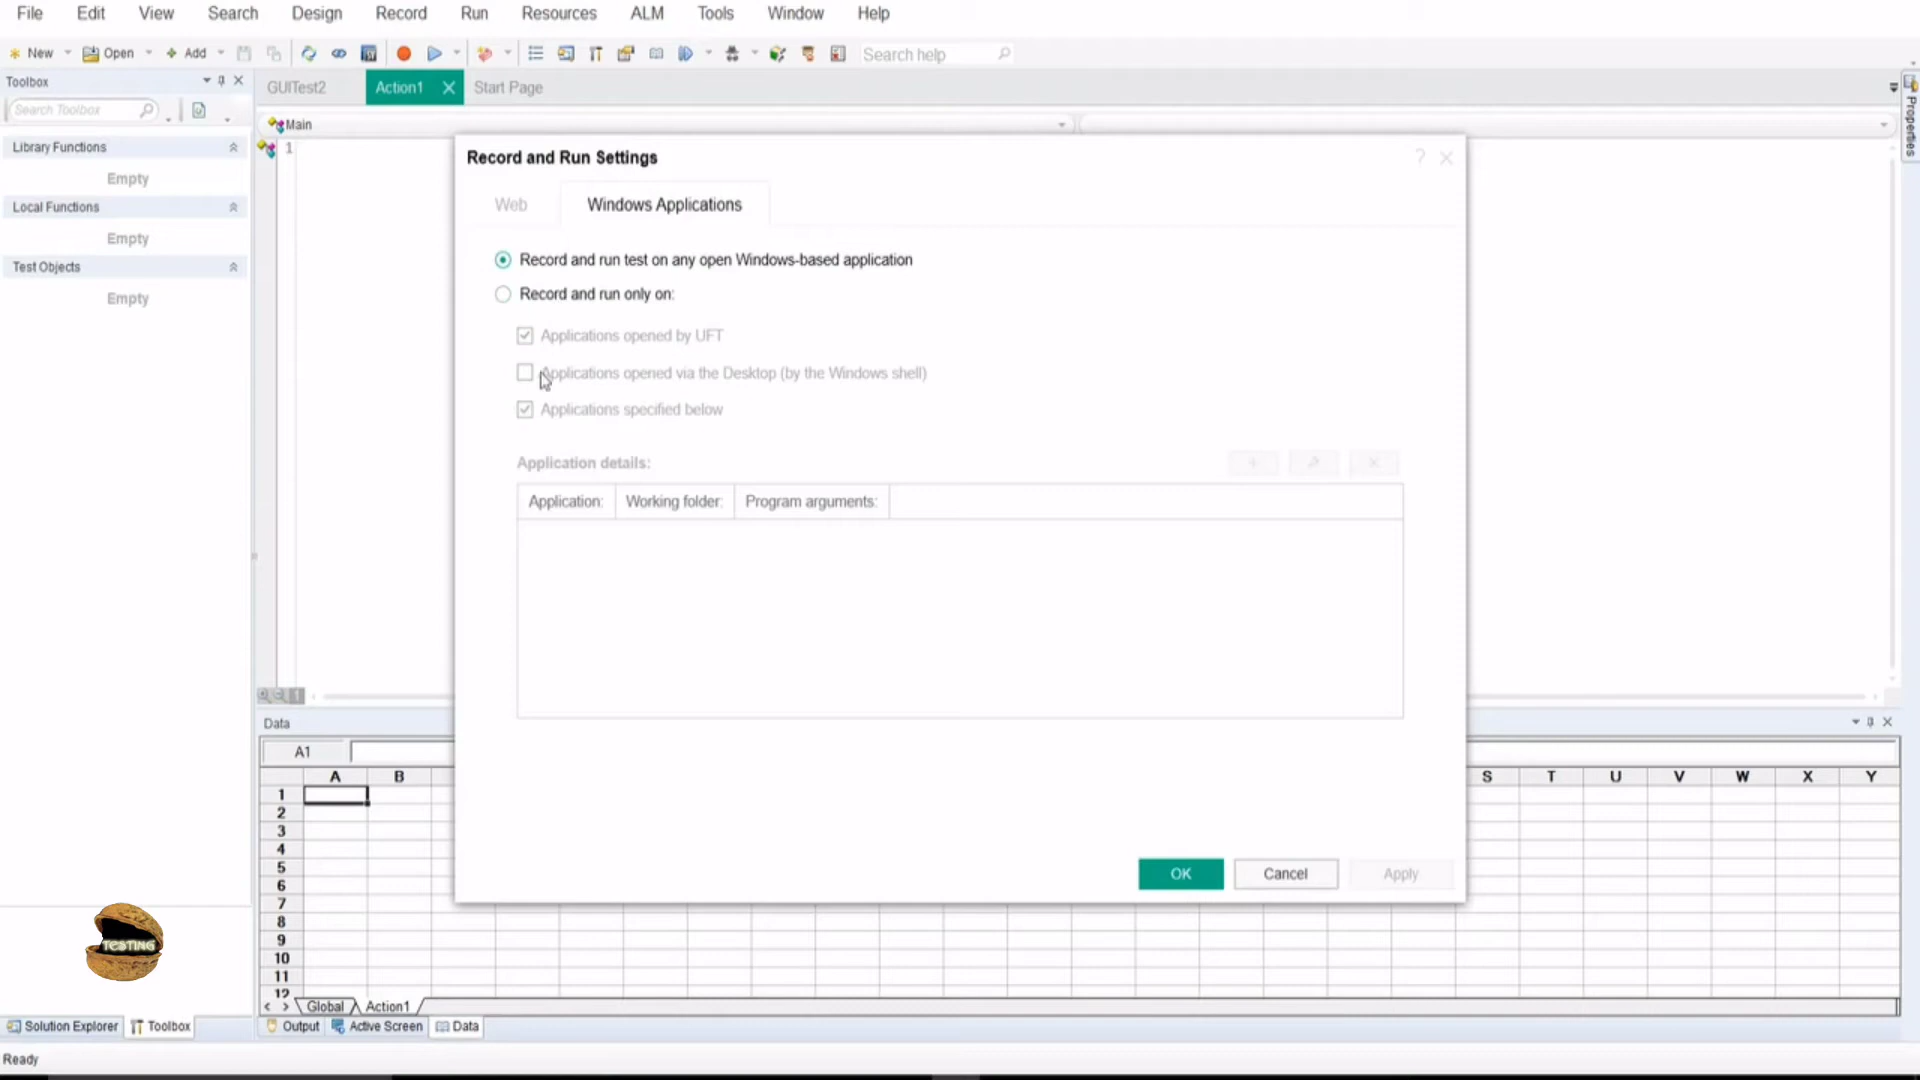 File Edit View Search Design Record Run Resources ALM Tools Window Help
New Open Add Search help
Toolbox
GUITest2 Action1 Start Page
Search Toolbox
Main
Properties
Library Functions
Empty
Local Functions
Empty
Test Objects
Empty
1
Record and Run Settings
Web Windows Applications
Record and run test on any open Windows-based application
Record and run only on:
Applications opened by UFT
Applications opened via the Desktop (by the Windows shell)
Applications specified below
Application details:
Application: Working folder: Program arguments:
OK Cancel Apply
Data
A1
A B S T U V W X Y
1
2
3
4
5
6
7
8
9
10
11
12
TESTING
Global Action1
Solution Explorer Toolbox Output Active Screen Data
Ready